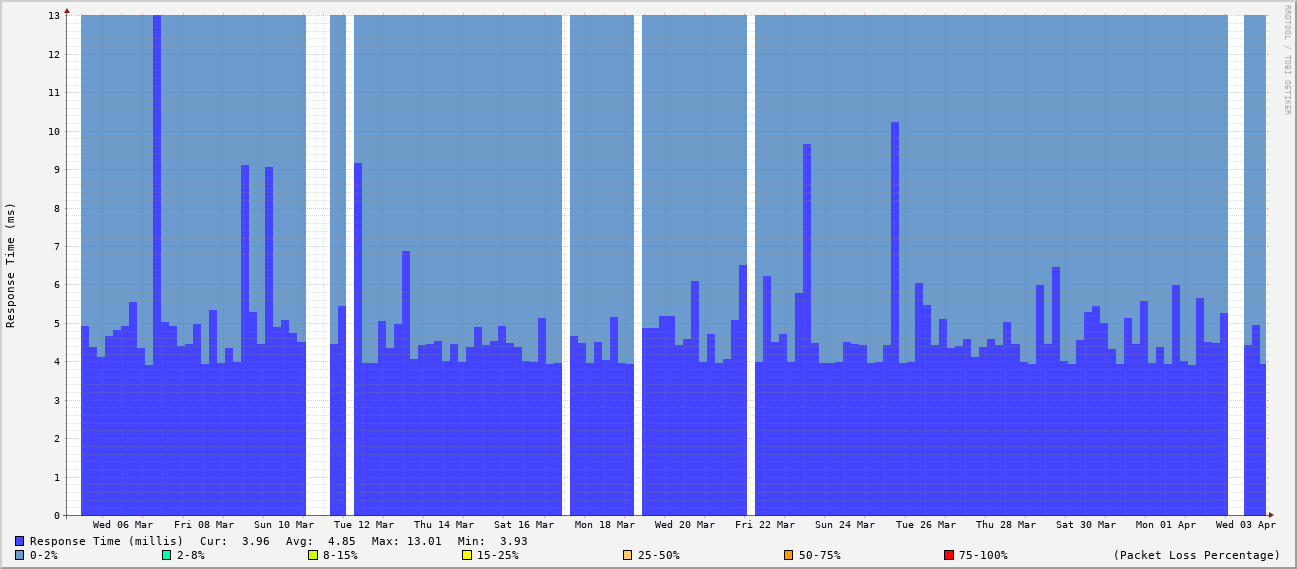 RRDTOOL / TOBI OETIKER
Response Time (ms)
13
12
11
10
9
8
7
6
5
4
3
2
1
0
Wed 06 Mar Fri 08 Mar Sun 10 Mar Tue 12 Mar Thu 14 Mar Sat 16 Mar Mon 18 Mar Wed 20 Mar Fri 22 Mar Sun 24 Mar Tue 26 Mar Thu 28 Mar Sat 30 Mar Mon 01 Apr Wed 03 Apr
Response Time (millis) Cur: 3.96 Avg: 4.85 Max: 13.01 Min: 3.93
0-2% 2-8% 8-15% 15-25% 25-50% 50-75% 75-100% (Packet Loss Percentage)